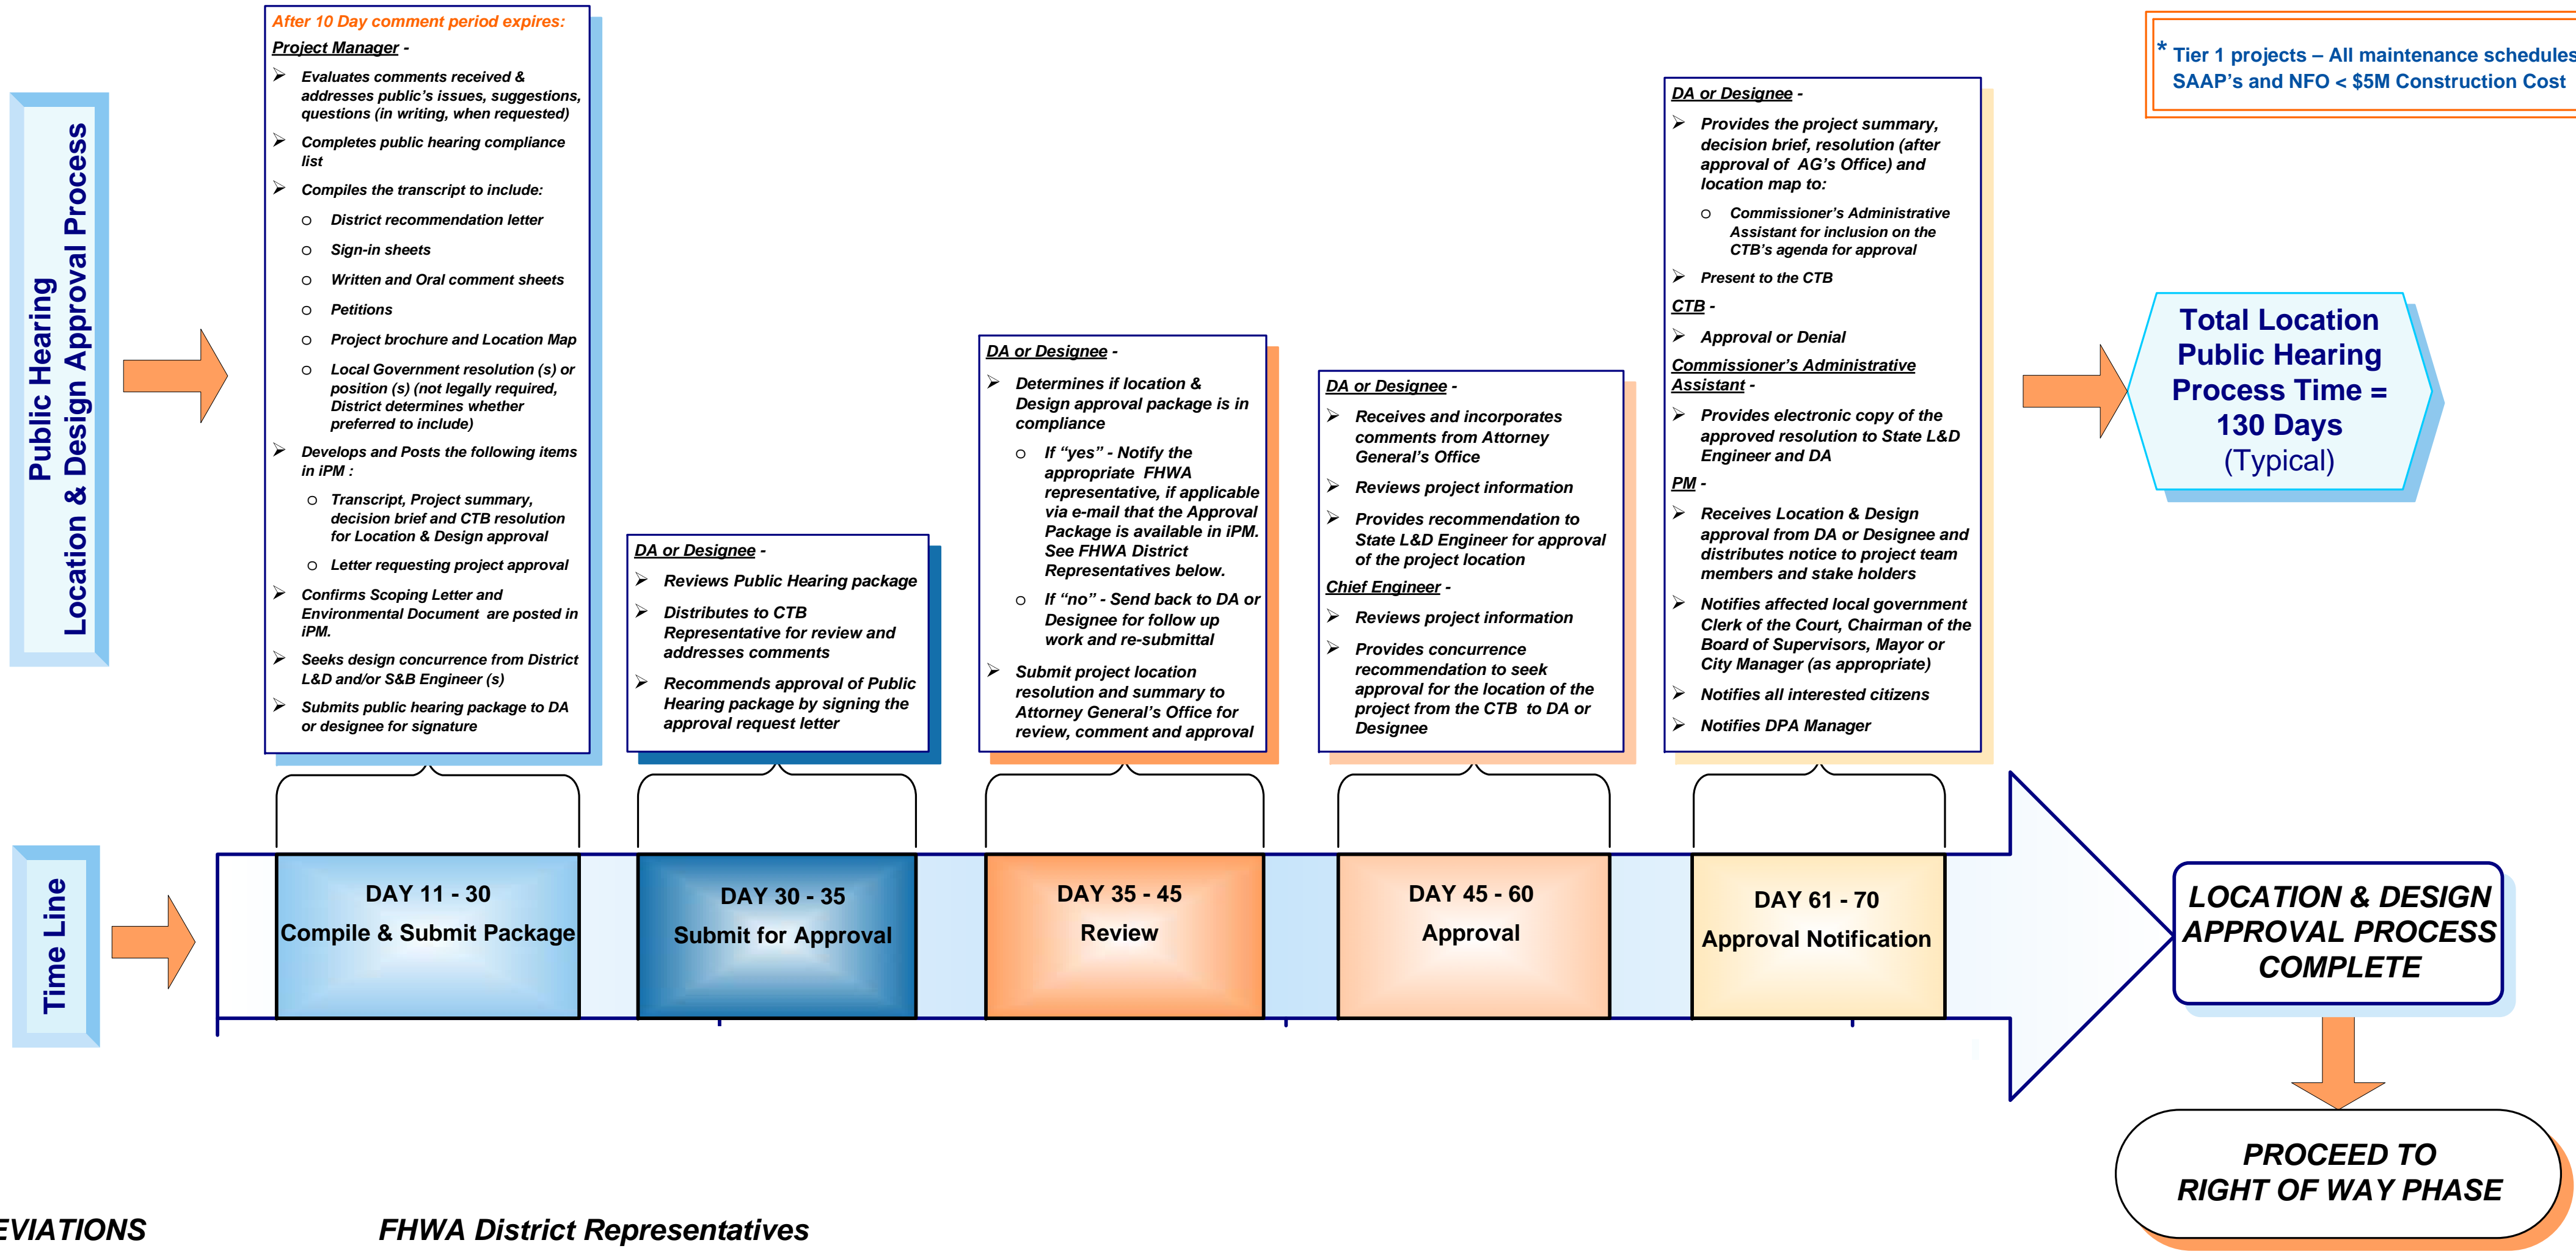 Public Hearing
Location & Design Approval Process
After 10 Day comment period expires:
Project Manager -
Evaluates comments received &
addresses public's issues, suggestions,
questions (in writing, when requested)
Completes public hearing compliance
list
Compiles the transcript to include:
District recommendation letter
Sign-in sheets
Written and Oral comment sheets
Petitions
Project brochure and Location Map
Local Government resolution (s) or
position (s) (not legally required,
District determines whether
preferred to include)
Develops and Posts the following items
in iPM :
Transcript, Project summary,
decision brief and CTB resolution
for Location & Design approval
Letter requesting project approval
Confirms Scoping Letter and
Environmental Document are posted in
iPM.
Seeks design concurrence from District
L&D and/or S&B Engineer (s)
Submits public hearing package to DA
or designee for signature
DA or Designee -
Reviews Public Hearing package
Distributes to CTB
Representative for review and
addresses comments
Recommends approval of Public
Hearing package by signing the
approval request letter
DA or Designee -
Determines if location &
Design approval package is in
compliance
If “yes” - Notify the
appropriate FHWA
representative, if applicable
via e-mail that the Approval
Package is available in iPM.
See FHWA District
Representatives below.
If “no” - Send back to DA or
Designee for follow up
work and re-submittal
Submit project location
resolution and summary to
Attorney General's Office for
review, comment and approval
DA or Designee -
Receives and incorporates
comments from Attorney
General's Office
Reviews project information
Provides recommendation to
State L&D Engineer for approval
of the project location
Chief Engineer -
Reviews project information
Provides concurrence
recommendation to seek
approval for the location of the
project from the CTB to DA or
Designee
DA or Designee -
Provides the project summary,
decision brief, resolution (after
approval of AG's Office) and
location map to:
Commissioner's Administrative
Assistant for inclusion on the
CTB's agenda for approval
Present to the CTB
CTB -
Approval or Denial
Commissioner's Administrative
Assistant -
Provides electronic copy of the
approved resolution to State L&D
Engineer and DA
PM -
Receives Location & Design
approval from DA or Designee and
distributes notice to project team
members and stake holders
Notifies affected local government
Clerk of the Court, Chairman of the
Board of Supervisors, Mayor or
City Manager (as appropriate)
Notifies all interested citizens
Notifies DPA Manager
* Tier 1 projects – All maintenance schedules
SAAP's and NFO < $5M Construction Cost
Total Location
Public Hearing
Process Time =
130 Days
(Typical)
Time Line
DAY 11 - 30
Compile & Submit Package
DAY 30 - 35
Submit for Approval
DAY 35 - 45
Review
DAY 45 - 60
Approval
DAY 61 - 70
Approval Notification
LOCATION & DESIGN
APPROVAL PROCESS
COMPLETE
PROCEED TO
RIGHT OF WAY PHASE
EVIATIONS
FHWA District Representatives